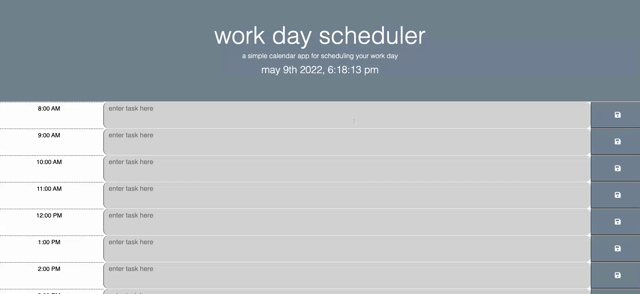 work day scheduler
a simple calendar app for scheduling your work day
may 9th 2022, 6:18:13 pm
8:00 AM enter task here
9:00 AM enter task here
10:00 AM enter task here
11:00 AM enter task here
12:00 PM enter task here
1:00 PM enter task here
2:00 PM enter task here